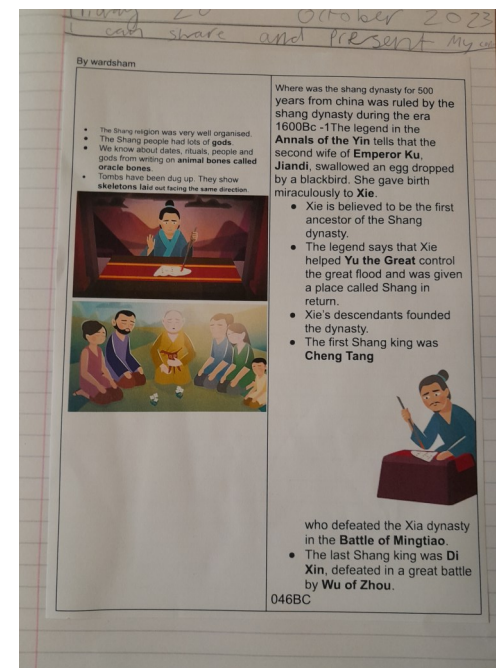 October 2023
I can share and present My
By wardsham
The Shang religion was very well organised.
The Shang people had lots of gods.
We know about dates, rituals, people and
gods from writing on animal bones called
oracle bones.
Tombs have been dug up. They show
skeletons laid out facing the same direction.
Where was the shang dynasty for 500
years from china was ruled by the
shang dynasty during the era
1600Bc -1The legend in the
Annals of the Yin tells that the
second wife of Emperor Ku,
Jiandi, swallowed an egg dropped
by a blackbird. She gave birth
miraculously to Xie.
Xie is believed to be the first
ancestor of the Shang
dynasty.
The legend says that Xie
helped Yu the Great control
the great flood and was given
a place called Shang in
return.
Xie's descendants founded
the dynasty.
The first Shang king was
Cheng Tang
who defeated the Xia dynasty
in the Battle of Mingtiao.
The last Shang king was Di
Xin, defeated in a great battle
by Wu of Zhou.
046BC